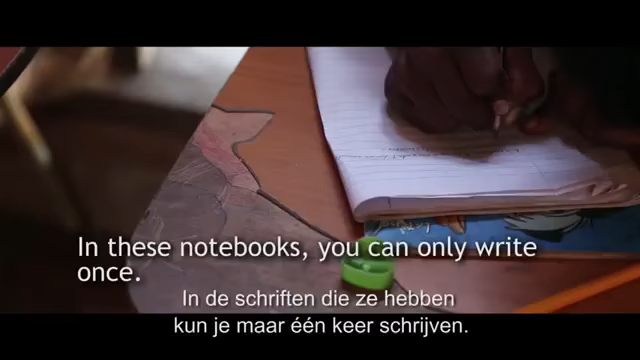 In these notebooks, you can only write
once.
In de schriften die ze hebben
kun je maar één keer schrijven.